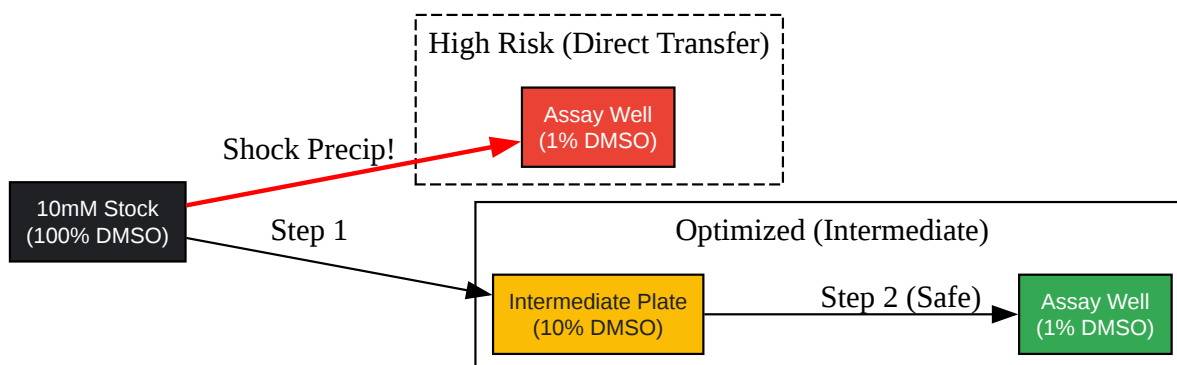 High Risk (Direct Transfer)
Assay Well
(1% DMSO)
Shock Precip!
10mM Stock
(100% DMSO)
Step 1
Optimized (Intermediate)
Intermediate Plate
(10% DMSO)
Step 2 (Safe)
Assay Well
(1% DMSO)